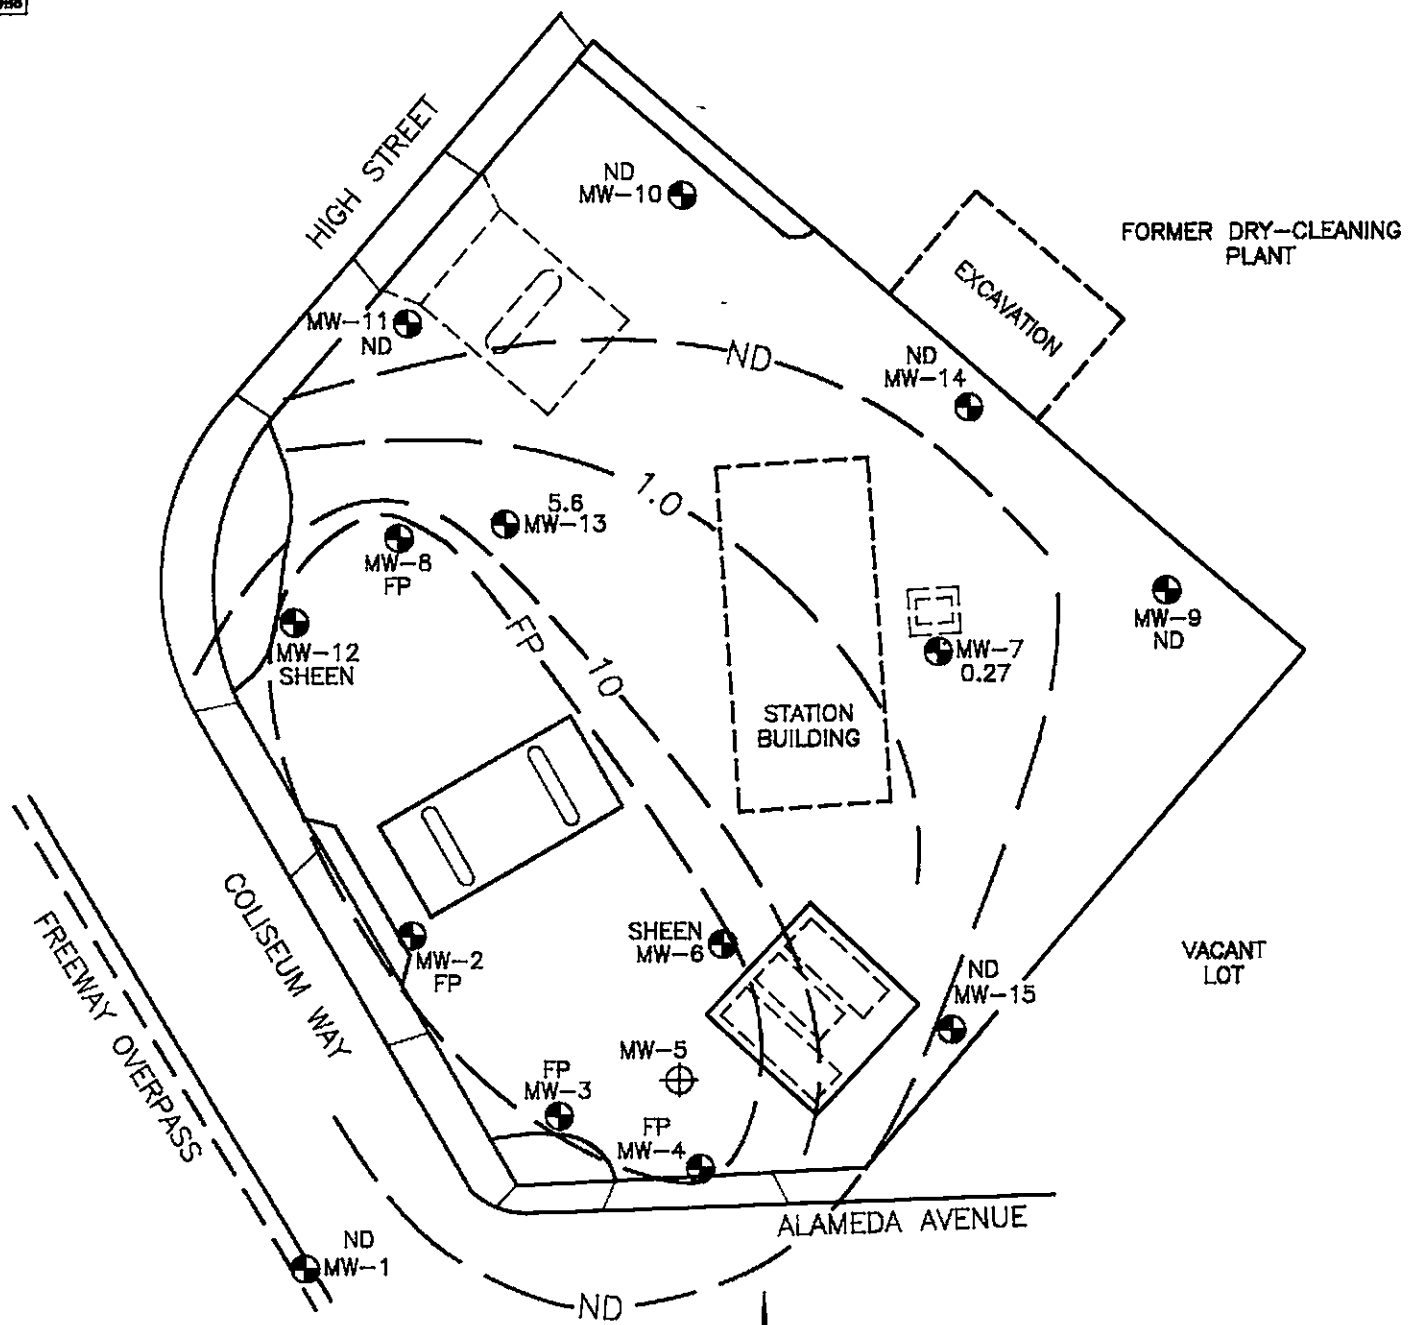 HIGH STREET
ND
MW-10
FORMER DRY-CLEANING
PLANT
EXCAVATION
MW-11
ND
ND
ND
MW-14
1.0
5.6
MW-13
MW-8
FP
MW-9
ND
FP
10
MW-12
SHEEN
MW-7
0.27
STATION
BUILDING
COLISEUM WAY
FREEWAY OVERPASS
SHEEN
MW-6
MW-2
FP
VACANT
LOT
ND
MW-15
MW-5
FP
MW-3
FP
MW-4
ALAMEDA AVENUE
ND
MW-1
ND